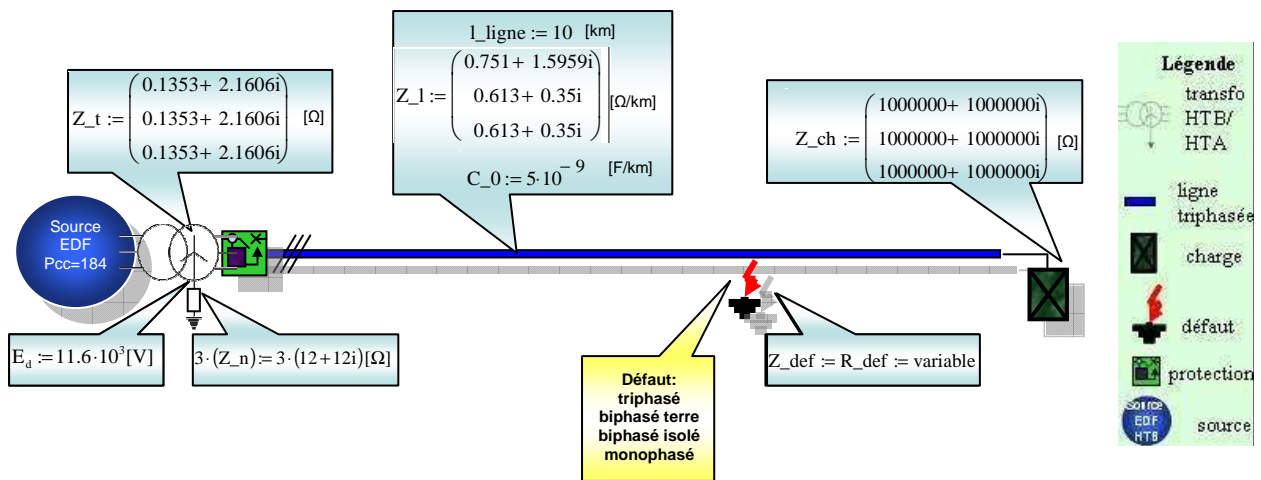 l_ligne := 10 [km]
Z_l := ( 0.751+ 1.5959i
0.613+ 0.35i
0.613+ 0.35i ) [Ω/km]
C_0 := 5·10^-9 [F/km]
Z_t := ( 0.1353+ 2.1606i
0.1353+ 2.1606i
0.1353+ 2.1606i ) [Ω]
Z_ch := ( 1000000+ 1000000i
1000000+ 1000000i
1000000+ 1000000i ) [Ω]
Source
EDF
Pcc=184
E_d := 11.6·10^3 [V]
3·(Z_n) := 3·(12+12i) [Ω]
Défaut:
triphasé
biphasé terre
biphasé isolé
monophasé
Z_def := R_def := variable
Légende
transfo
HTB/
HTA
ligne
triphasée
charge
défaut
protection
Source
EDF
HTB
source